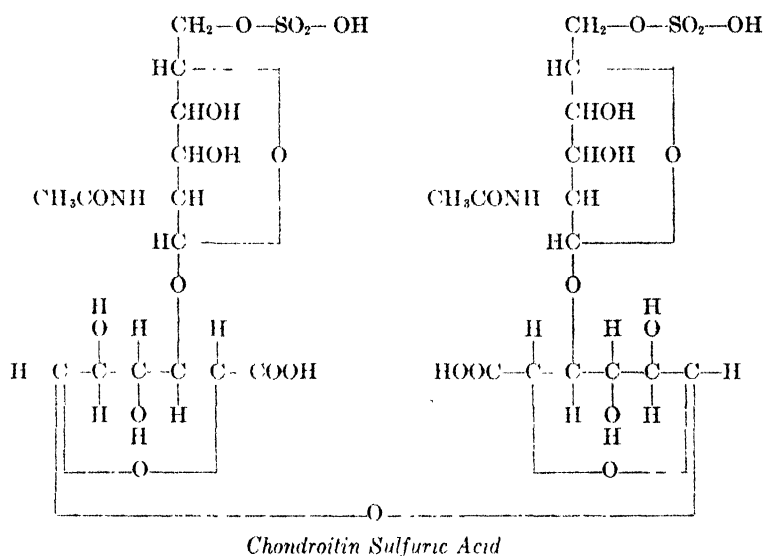 CH₂–O–SO₂–OH CH₂–O–SO₂–OH
HC HC
CHOH CHOH
CHOH O CHOH O
CH₃CONH CH CH₃CONH CH
HC HC
O O
H H
O H H H H O
H C–C–C–C–C–COOH HOOC–C–C–C–C–C–H
H O H H O H
H H
O O
O
Chondroitin Sulfuric Acid